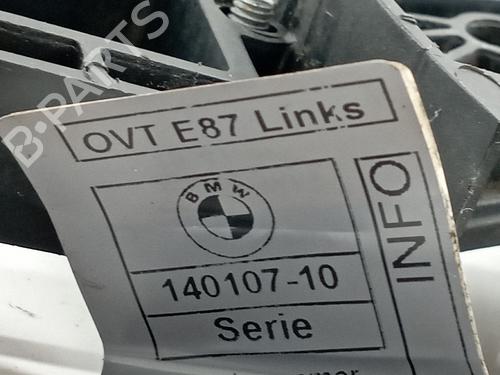 B-PARTS
OVT E87 Links
BMW
140107-10
Serie
INFO